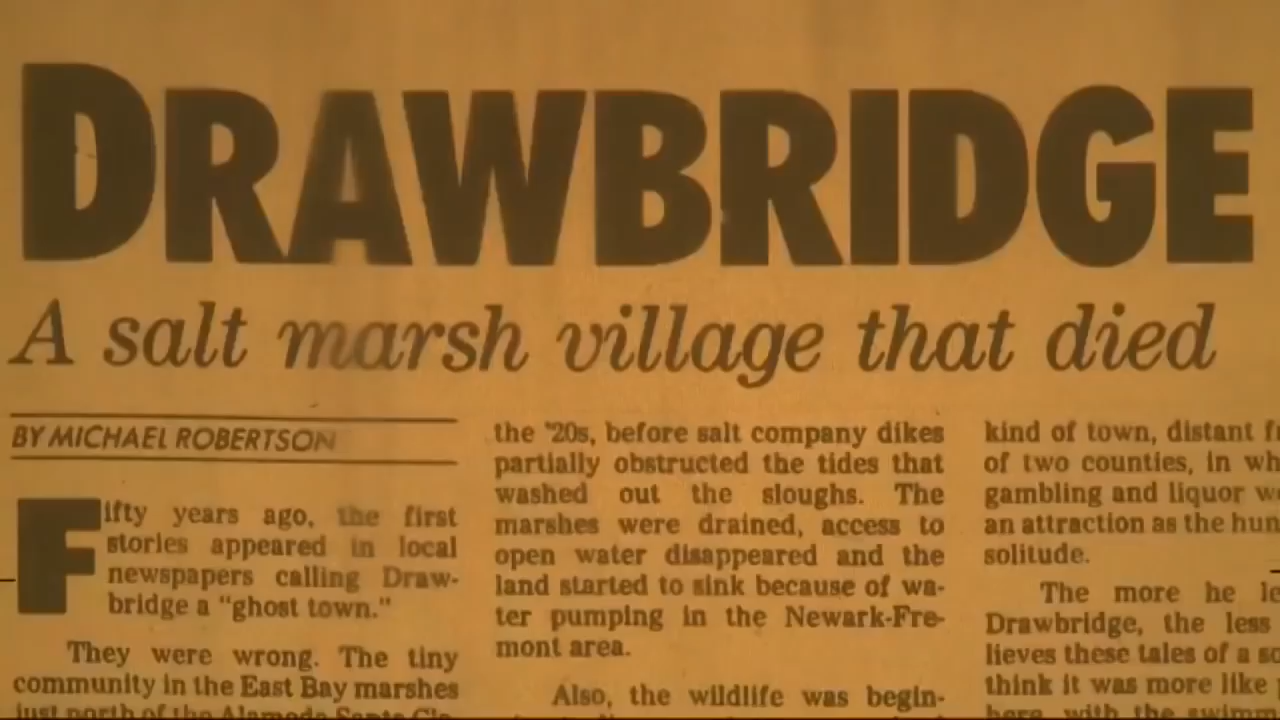 DRAWBRIDGE
A salt marsh village that died
BY MICHAEL ROBERTSON
Fifty years ago, the first
stories appeared in local
newspapers calling Draw-
bridge a "ghost town."
They were wrong. The tiny
community in the East Bay marshes
just north of the Alameda Santa
the '20s, before salt company dikes
partially obstructed the tides that
washed out the sloughs. The
marshes were drained, access to
open water disappeared and the
land started to sink because of wa-
ter pumping in the Newark-Fre-
mont area.
Also, the wildlife was begin-
kind of town, distant
of two counties, in
gambling and liquor
an attraction as the
solitude.
The more he
Drawbridge, the less
lieves these tales of a
think it was more like
here, with the